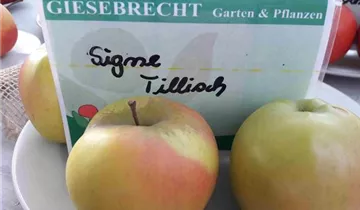 GIESEBRECHT Garten & Pflanzen
Signe
Tillisch